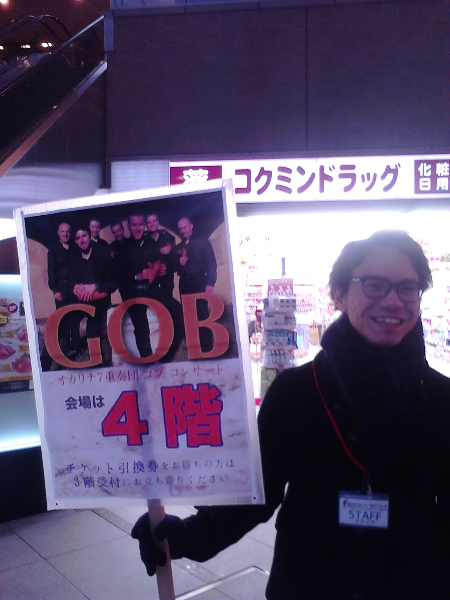 薬 コクミンドラッグ 化粧
日用
GOB
オカリナ7重奏団 ゴブ コンサート
会場は
4階
チケット引換券をお持ちの方は
3階受付にお立ち寄りください
STAFF